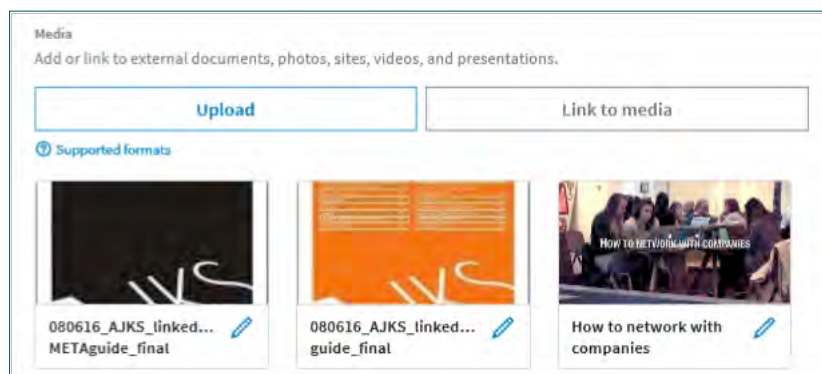 Media
Add or link to external documents, photos, sites, videos, and presentations.
Upload
Link to media
Supported formats
HOW TO NETWORK WITH COMPANIES
080616_AJKS_linked...
METAguide_final
080616_AJKS_linked...
guide_final
How to network with
companies